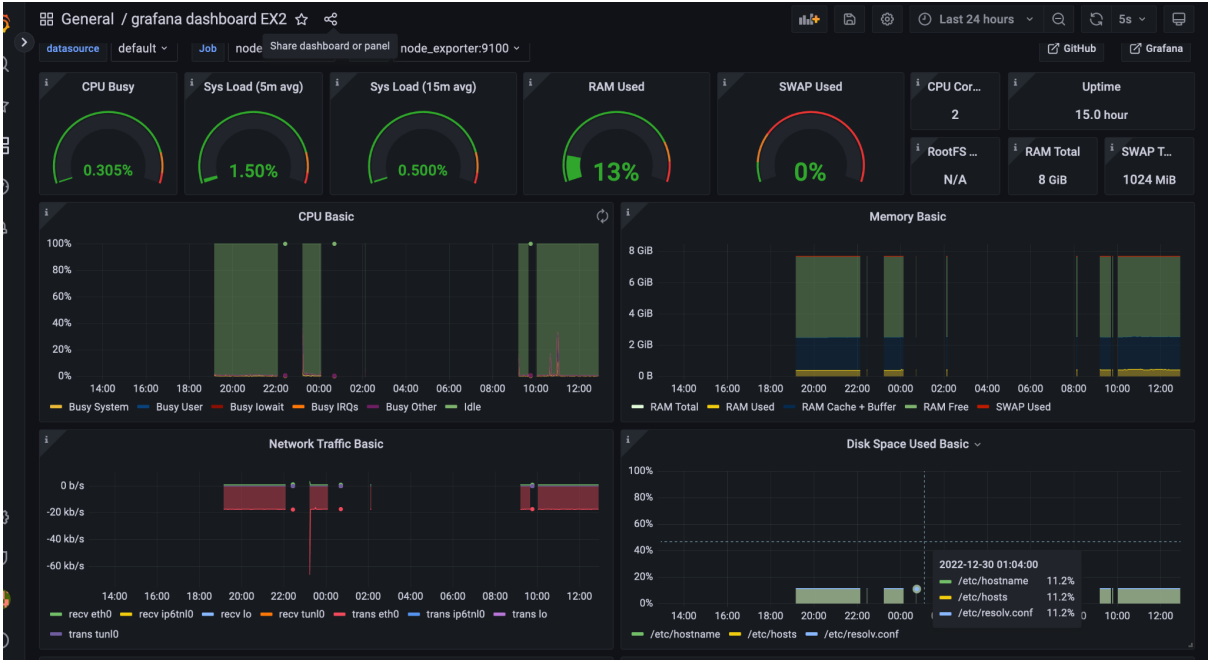 General / grafana dashboard EX2
Last 24 hours
5s
datasource default Job node
Share dashboard or panel
node_exporter:9100
GitHub
Grafana
CPU Busy
0.305%
Sys Load (5m avg)
1.50%
Sys Load (15m avg)
0.500%
RAM Used
13%
SWAP Used
0%
CPU Cor...
2
Uptime
15.0 hour
RootFS ...
N/A
RAM Total
8 GiB
SWAP T...
1024 MiB
CPU Basic
100%
80%
60%
40%
20%
0%
14:00 16:00 18:00 20:00 22:00 00:00 02:00 04:00 06:00 08:00 10:00 12:00
Busy System Busy User Busy Iowait Busy IRQs Busy Other Idle
Memory Basic
8 GiB
6 GiB
4 GiB
2 GiB
0 B
14:00 16:00 18:00 20:00 22:00 00:00 02:00 04:00 06:00 08:00 10:00 12:00
RAM Total RAM Used RAM Cache + Buffer RAM Free SWAP Used
Network Traffic Basic
0 b/s
-20 kb/s
-40 kb/s
-60 kb/s
14:00 16:00 18:00 20:00 22:00 00:00 02:00 04:00 06:00 08:00 10:00 12:00
recv eth0 recv ip6tnl0 recv lo recv tunl0 trans eth0 trans ip6tnl0 trans lo
trans tunl0
Disk Space Used Basic
100%
80%
60%
40%
20%
0%
2022-12-30 01:04:00
/etc/hostname 11.2%
/etc/hosts 11.2%
/etc/resolv.conf 11.2%
14:00 16:00 18:00 20:00 22:00 00:00 10:00 12:00
/etc/hostname /etc/hosts /etc/resolv.conf